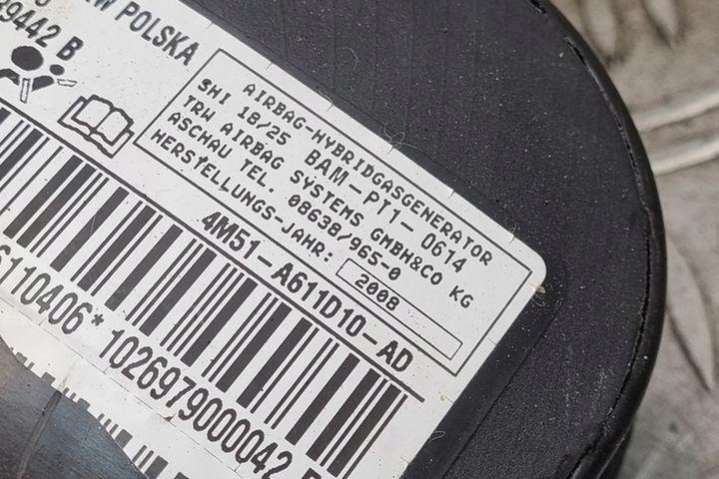 W POLSKA
9442 B
AIRBAG-HYBRIDGASGENERATOR
SHI 18/25 BAM-PT1- 0614
TRW AIRBAG SYSTEMS GMBH&CO KG
ASCHAU TEL. 08638/965-0
HERSTELLUNGS-JAHR: 2008
4M51-A611D10-AD
6110406*1026979000042